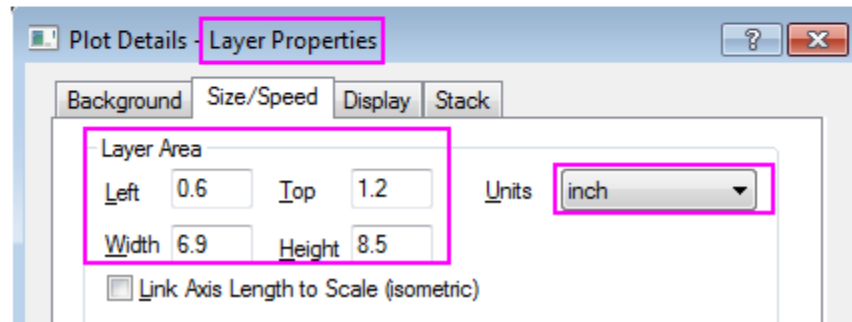 Plot Details - Layer Properties
Background Size/Speed Display Stack
Layer Area
Left 0.6 Top 1.2 Units inch
Width 6.9 Height 8.5
Link Axis Length to Scale (isometric)